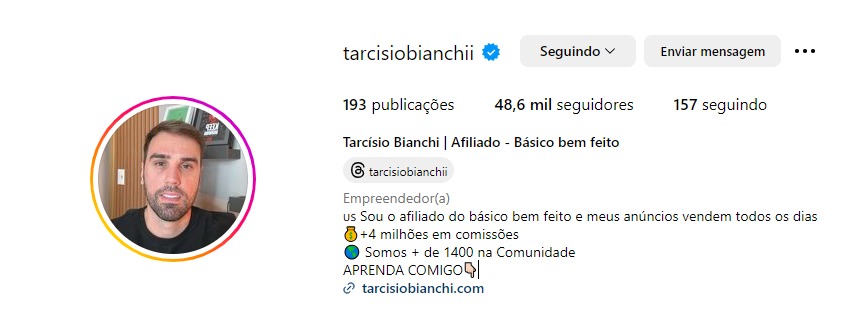 tarcisiobianchii Seguindo Enviar mensagem
193 publicações 48,6 mil seguidores 157 seguindo
Tarcísio Bianchi | Afiliado - Básico bem feito
tarcisiobianchii
Empreendedor(a)
us Sou o afiliado do básico bem feito e meus anúncios vendem todos os dias
💰+4 milhões em comissões
🌎 Somos + de 1400 na Comunidade
APRENDA COMIGO👇🏻
tarcisiobianchi.com